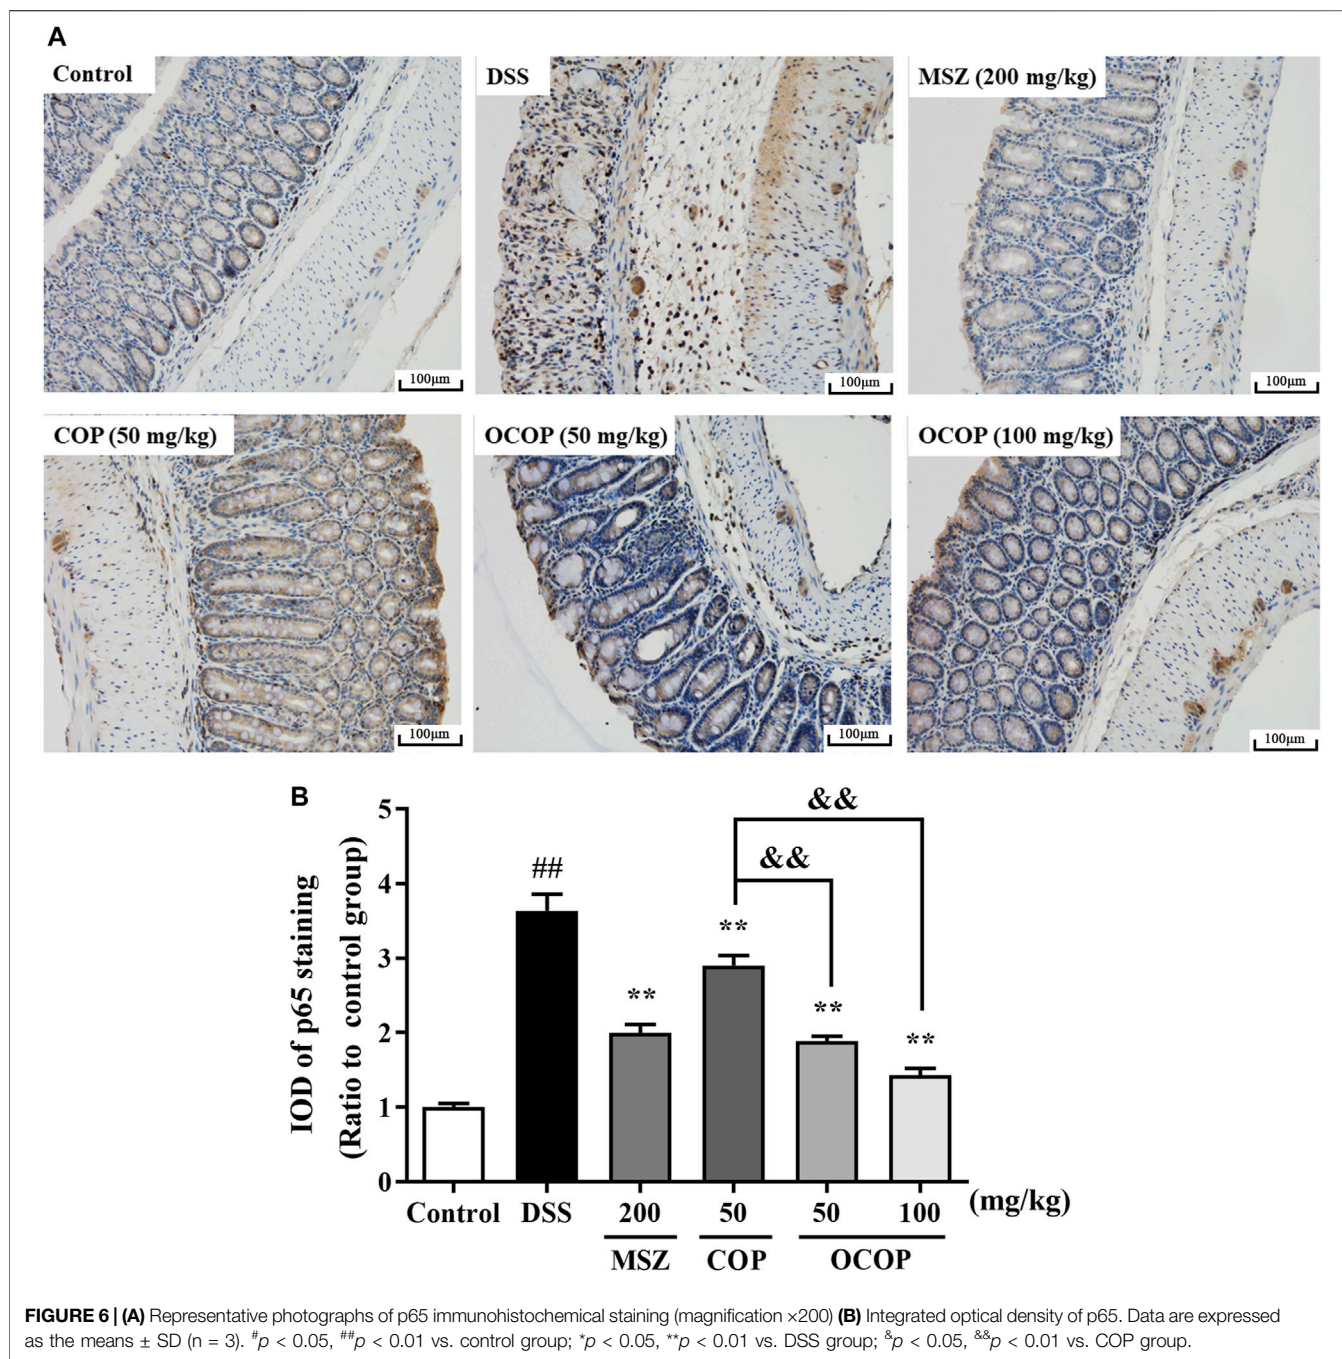 A
Control
DSS
MSZ (200 mg/kg)
100μm
100μm
100μm
COP (50 mg/kg)
OCOP (50 mg/kg)
OCOP (100 mg/kg)
100μm
100μm
100μm
B
IOD of p65 staining
(Ratio to control group)
5
4
3
2
1
0
##
**
**
**
**
&&
&&
Control DSS 200 50 50 100 (mg/kg)
MSZ COP OCOP
FIGURE 6 | (A) Representative photographs of p65 immunohistochemical staining (magnification ×200) (B) Integrated optical density of p65. Data are expressed
as the means ± SD (n = 3). #p < 0.05, ##p < 0.01 vs. control group; *p < 0.05, **p < 0.01 vs. DSS group; &p < 0.05, &&p < 0.01 vs. COP group.